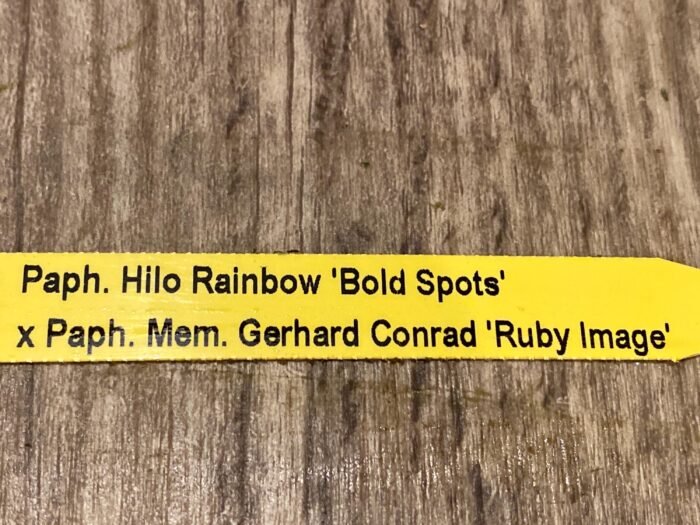 Paph. Hilo Rainbow 'Bold Spots'
x Paph. Mem. Gerhard Conrad 'Ruby Image'